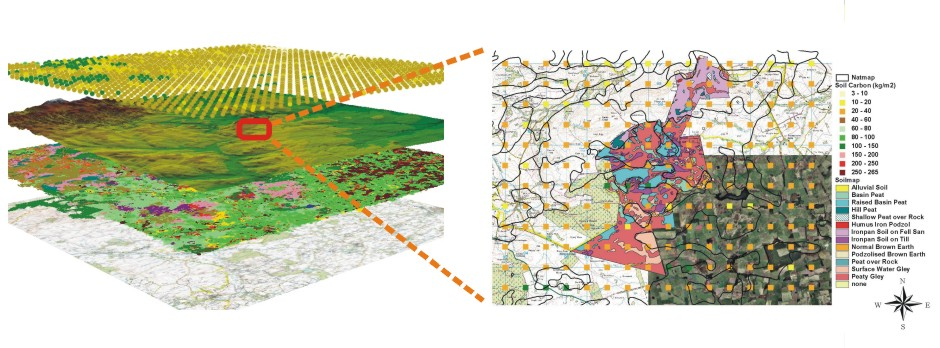 Natmap
Soil Carbon (kg/m2)
3 - 10
10 - 20
20 - 40
40 - 60
60 - 80
80 - 100
100 - 150
150 - 200
200 - 250
250 - 265
Soilmap
Alluvial Soil
Basin Peat
Raised Basin Peat
Hill Peat
Shallow Peat over Rock
Humus Iron Podzol
Ironpan Soil on Fell San
Ironpan Soil on Till
Normal Brown Earth
Podzolised Brown Earth
Peat over Rock
Surface Water Gley
Peaty Gley
none
N
W E
S